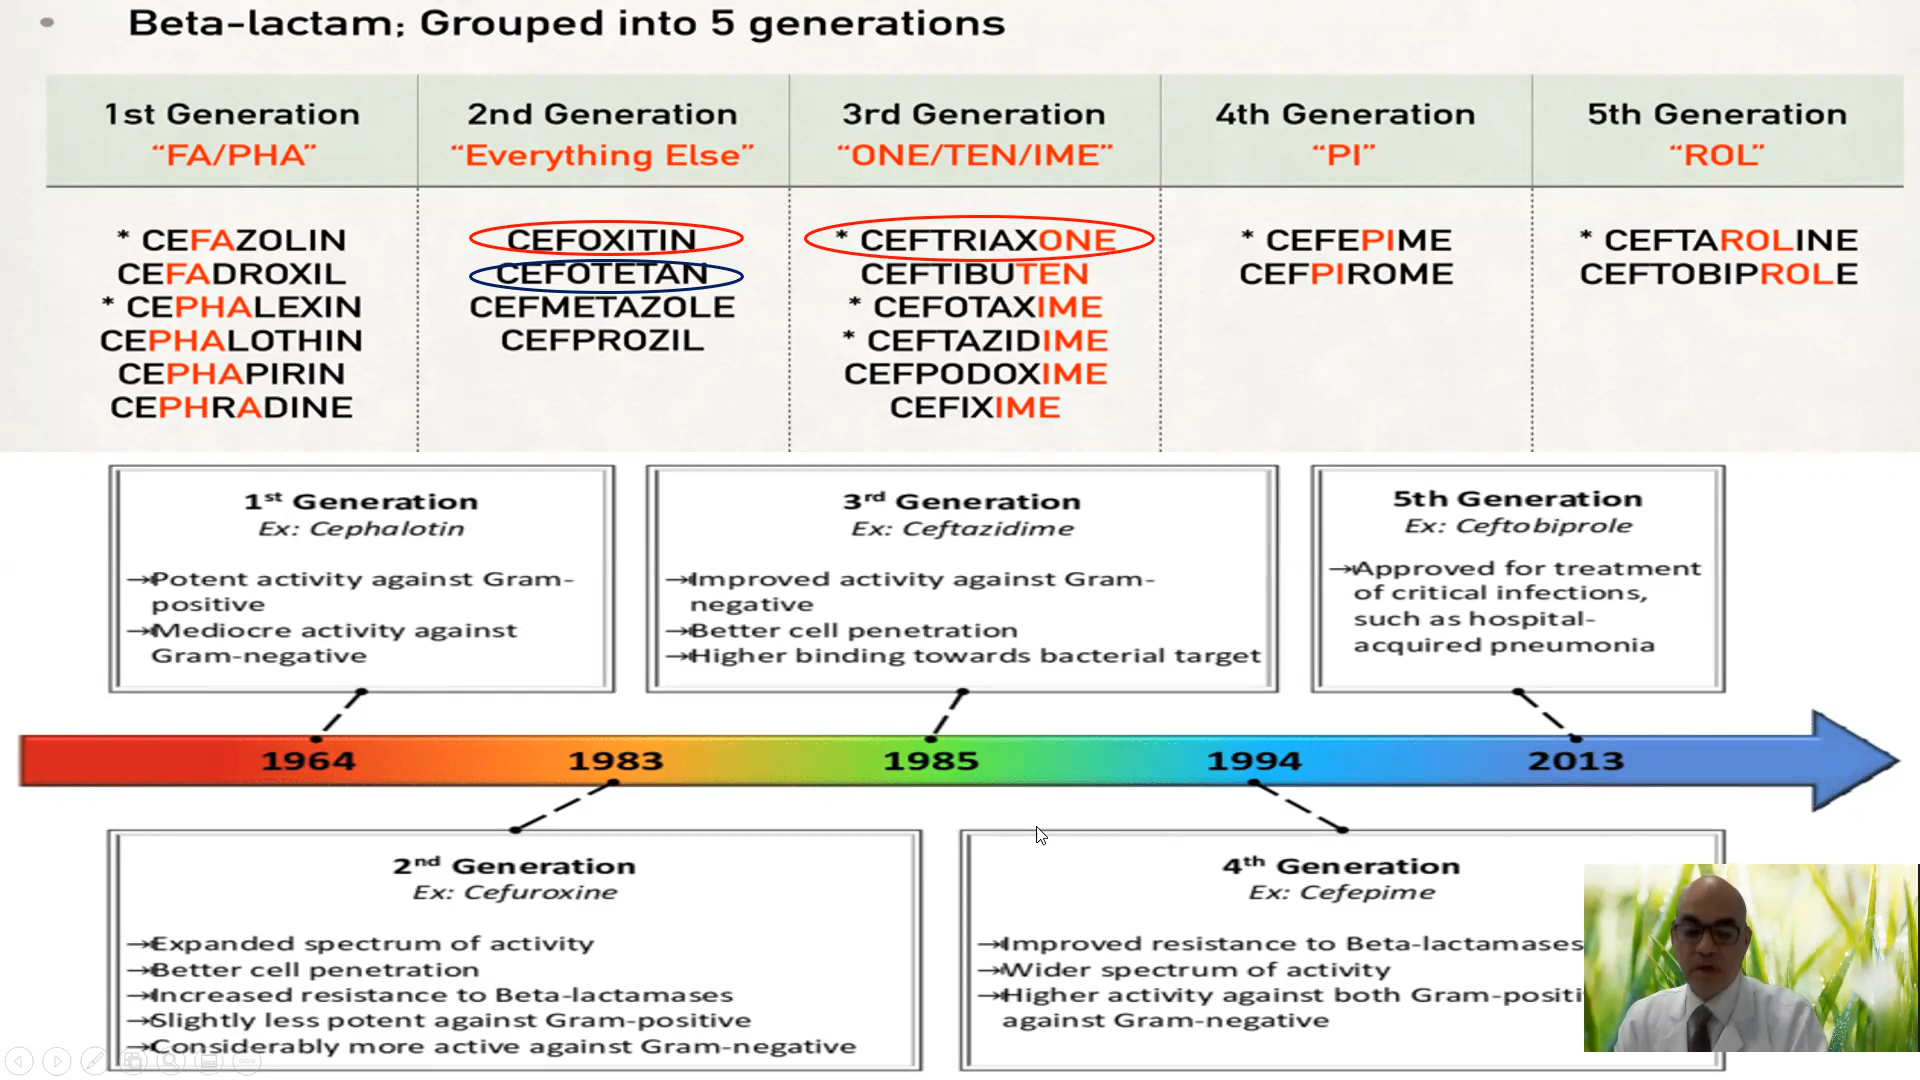 Beta-lactam; Grouped into 5 generations
1st Generation
“FA/PHA”
2nd Generation
“Everything Else”
3rd Generation
“ONE/TEN/IME”
4th Generation
“PI”
5th Generation
“ROL”
* CEFAZOLIN
CEFADROXIL
* CEPHALEXIN
CEPHALOTHIN
CEPHAPIRIN
CEPHRADINE
CEFOXITIN
CEFOTETAN
CEFMETAZOLE
CEFPROZIL
* CEFTRIAXONE
CEFTIBUTEN
* CEFOTAXIME
* CEFTAZIDIME
CEFPODOXIME
CEFIXIME
* CEFEPIME
CEFPIROME
* CEFTAROLINE
CEFTOBIPROLE
1st Generation
Ex: Cephalotin
→Potent activity against Gram-
positive
→Mediocre activity against
Gram-negative
3rd Generation
Ex: Ceftazidime
→Improved activity against Gram-
negative
→Better cell penetration
→Higher binding towards bacterial target
5th Generation
Ex: Ceftobiprole
→Approved for treatment
of critical infections,
such as hospital-
acquired pneumonia
1964
1983
1985
1994
2013
2nd Generation
Ex: Cefuroxine
→Expanded spectrum of activity
→Better cell penetration
→Increased resistance to Beta-lactamases
→Slightly less potent against Gram-positive
→Considerably more active against Gram-negative
4th Generation
Ex: Cefepime
→Improved resistance to Beta-lactamases
→Wider spectrum of activity
→Higher activity against both Gram-positi
against Gram-negative